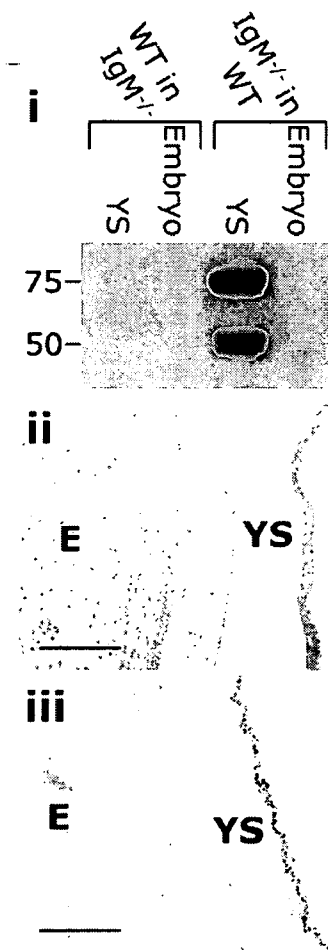 i
WT in IgM-/-
IgM-/- in WT
YS
Embryo
YS
Embryo
75
50
ii
E
YS
iii
E
YS